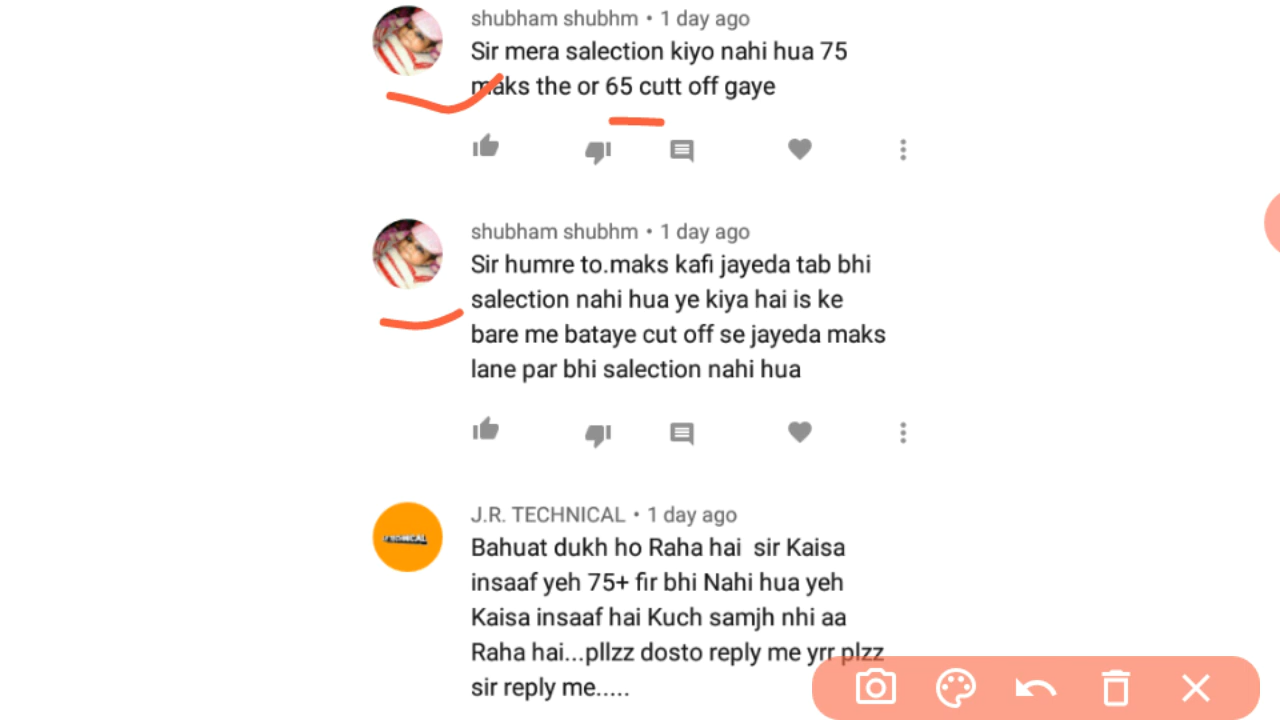 shubham shubhm • 1 day ago
Sir mera salection kiyo nahi hua 75
maks the or 65 cutt off gaye
shubham shubhm • 1 day ago
Sir humre to.maks kafi jayeda tab bhi
salection nahi hua ye kiya hai is ke
bare me bataye cut off se jayeda maks
lane par bhi salection nahi hua
J.R. TECHNICAL • 1 day ago
Bahuat dukh ho Raha hai  sir Kaisa
insaaf yeh 75+ fir bhi Nahi hua yeh
Kaisa insaaf hai Kuch samjh nhi aa
Raha hai...pllzz dosto reply me yrr plzz
sir reply me.....